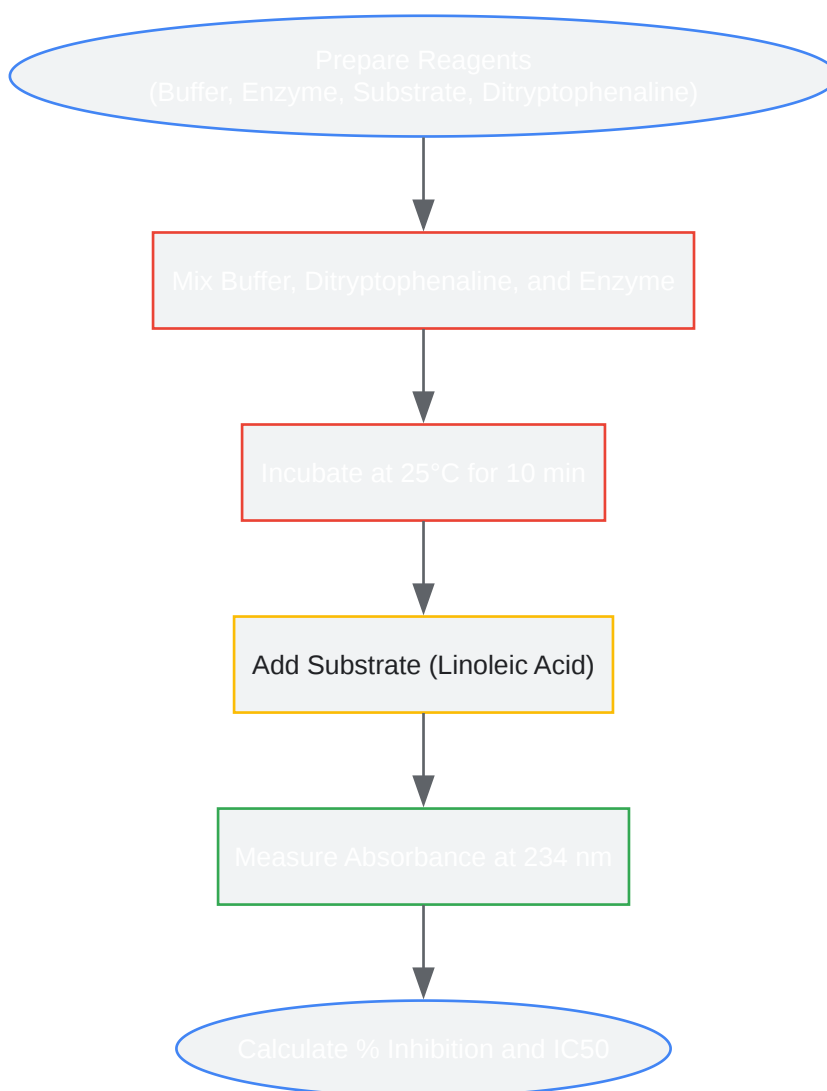 Prepare Reagents
(Buffer, Enzyme, Substrate, Ditryptophenaline)
Mix Buffer, Ditryptophenaline, and Enzyme
Incubate at 25°C for 10 min
Add Substrate (Linoleic Acid)
Measure Absorbance at 234 nm
Calculate % Inhibition and IC50